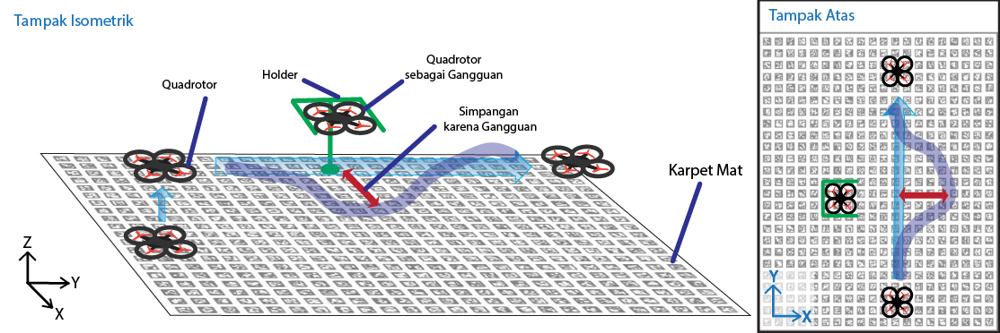 Tampak Isometrik
Quadrotor
Holder
Quadrotor
sebagai Gangguan
Simpangan
karena Gangguan
Karpet Mat
Z
Y
X
Tampak Atas
Y
X